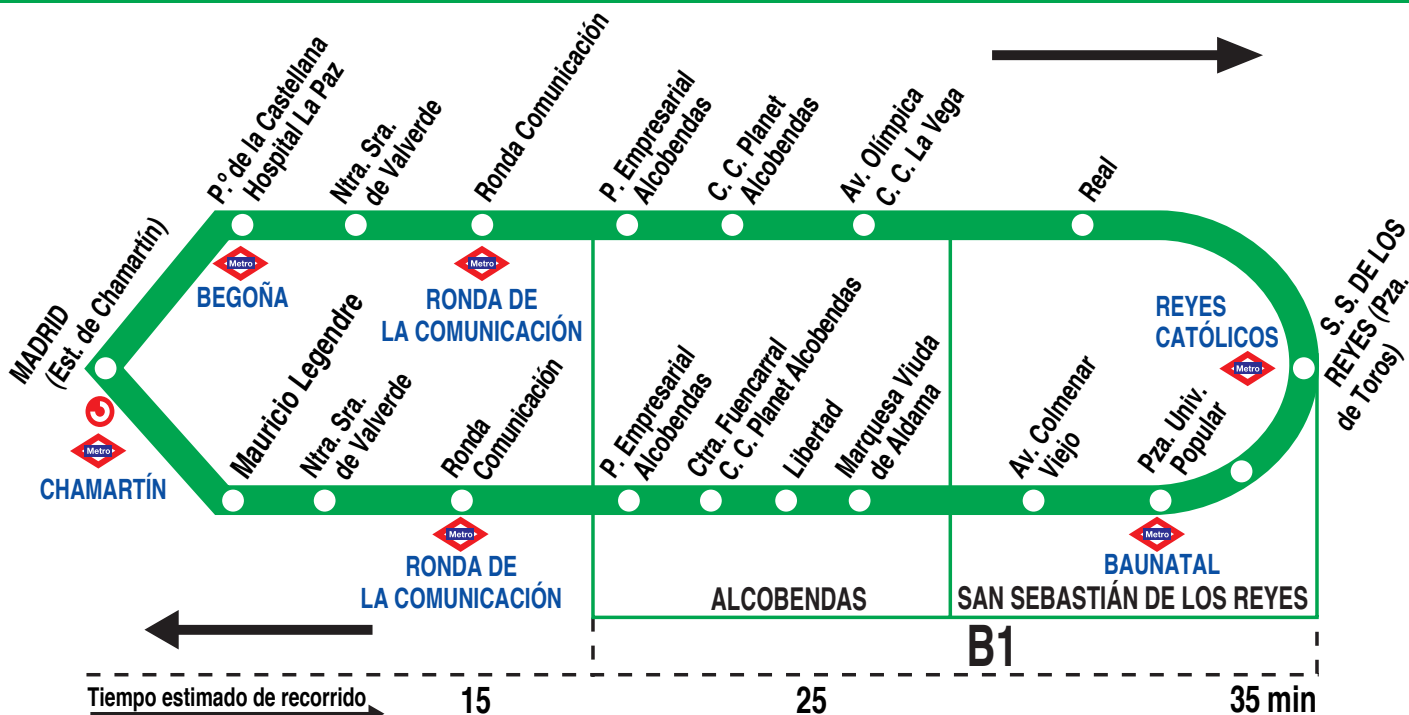 P.º de la Castellana
Hospital La Paz
Ntra. Sra.
de Valverde
Ronda Comunicación
P. Empresarial
Alcobendas
C. C. Planet
Alcobendas
Av. Olímpica
C. C. La Vega
Real
MADRID
(Est. de Chamartín)
Metro
BEGOÑA
Metro
RONDA DE
LA COMUNICACIÓN
REYES
CATÓLICOS
Metro
S. S. DE LOS
REYES (Pza.
de Toros)
Metro
CHAMARTÍN
Mauricio Legendre
Ntra. Sra.
de Valverde
Ronda
Comunicación
P. Empresarial
Alcobendas
Ctra. Fuencarral
C. C. Planet Alcobendas
Libertad
Marquesa Viuda
de Aldama
Av. Colmenar
Viejo
Pza. Univ.
Popular
Metro
RONDA DE
LA COMUNICACIÓN
Metro
BAUNATAL
ALCOBENDAS
SAN SEBASTIÁN DE LOS REYES
B1
Tiempo estimado de recorrido
15
25
35 min